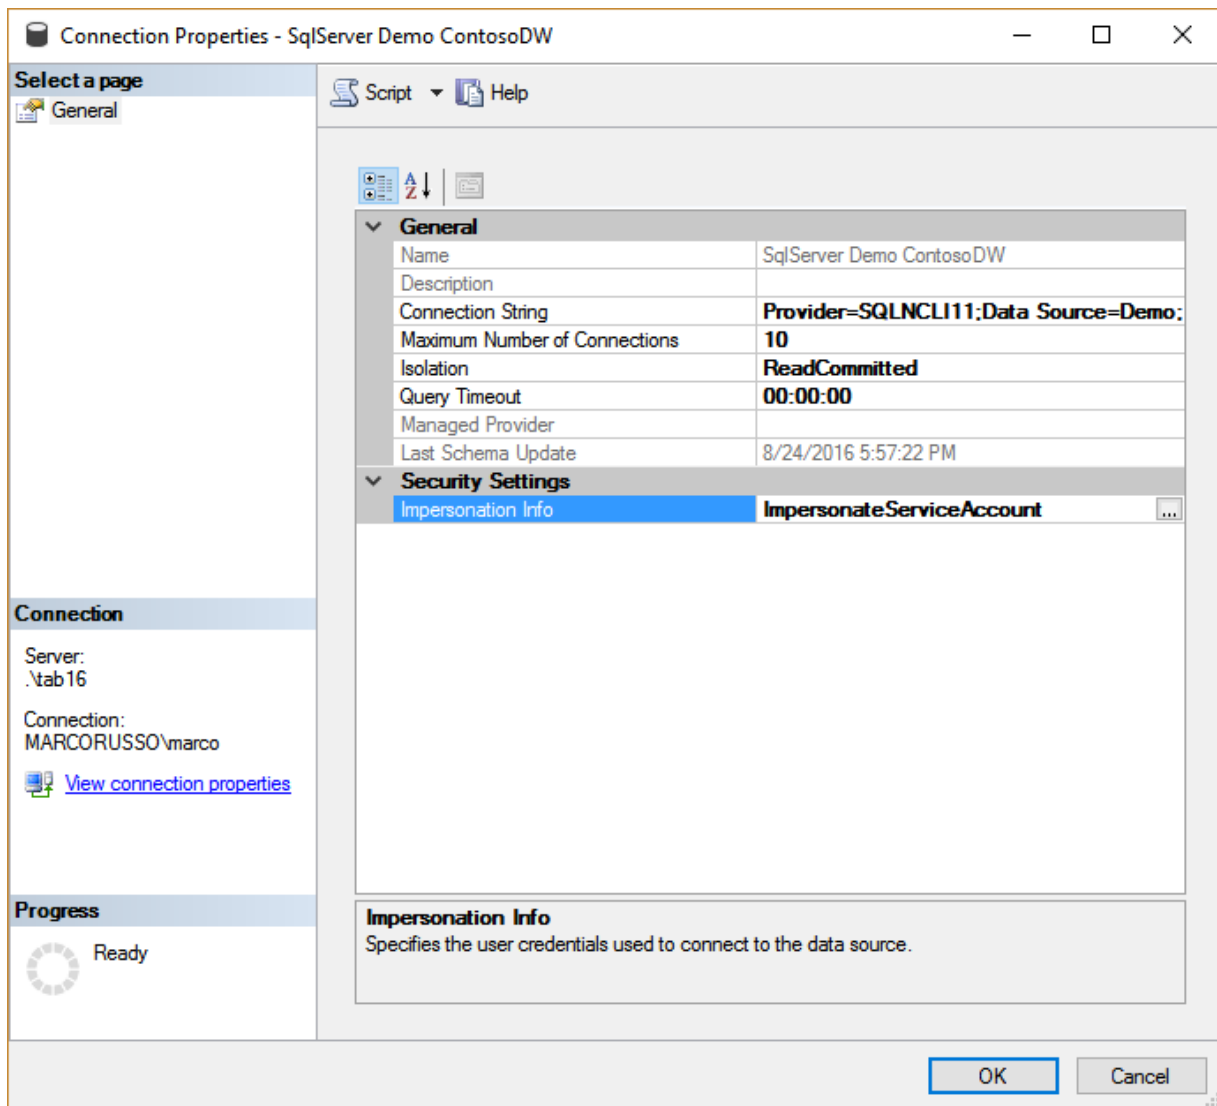 Connection Properties - SqlServer Demo ContosoDW
Select a page
General
Script
Help
General
Name SqlServer Demo ContosoDW
Description
Connection String Provider=SQLNCLI11;Data Source=Demo;
Maximum Number of Connections 10
Isolation ReadCommitted
Query Timeout 00:00:00
Managed Provider
Last Schema Update 8/24/2016 5:57:22 PM
Security Settings
Impersonation Info ImpersonateServiceAccount ...
Connection
Server:
.\tab16
Connection:
MARCORUSSO\marco
View connection properties
Progress
Ready
Impersonation Info
Specifies the user credentials used to connect to the data source.
OK
Cancel